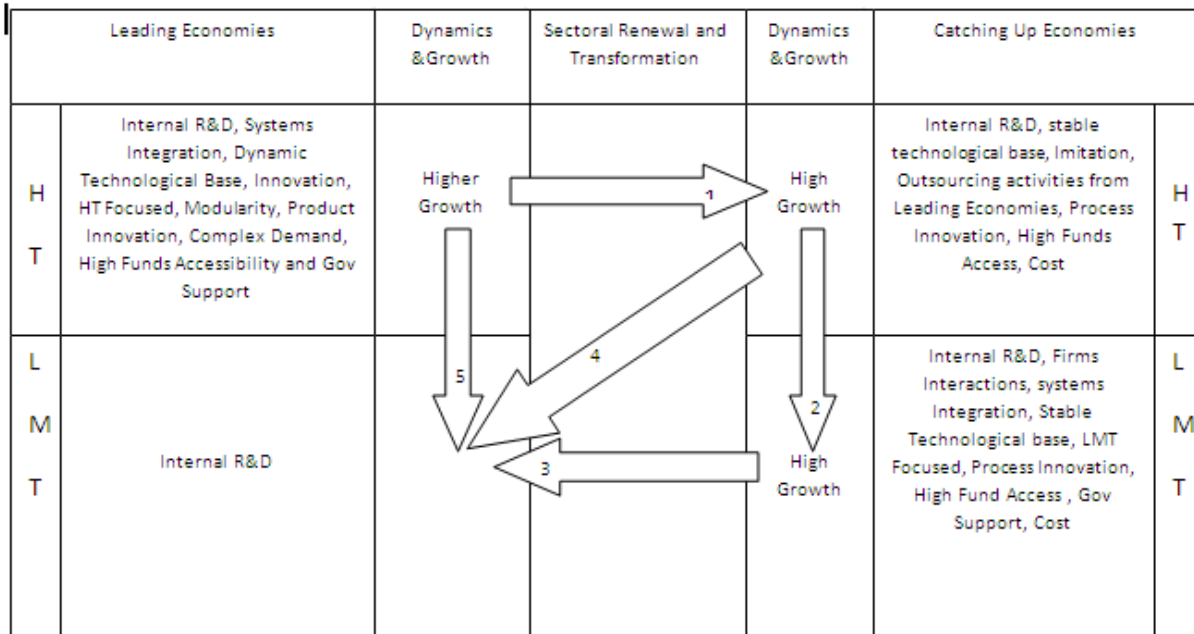 Leading Economies
Dynamics
&Growth
Sectoral Renewal and
Transformation
Dynamics
&Growth
Catching Up Economies
H
T
Internal R&D, Systems
Integration, Dynamic
Technological Base, Innovation,
HT Focused, Modularity, Product
Innovation, Complex Demand,
High Funds Accessibility and Gov
Support
Higher
Growth
1
High
Growth
Internal R&D, stable
technological base, Imitation,
Outsourcing activities from
Leading Economies, Process
Innovation, High Funds
Access, Cost
H
T
L
M
T
Internal R&D
5
4
3
2
High
Growth
Internal R&D, Firms
Interactions, systems
Integration, Stable
Technological base, LMT
Focused, Process Innovation,
High Fund Access , Gov
Support, Cost
L
M
T